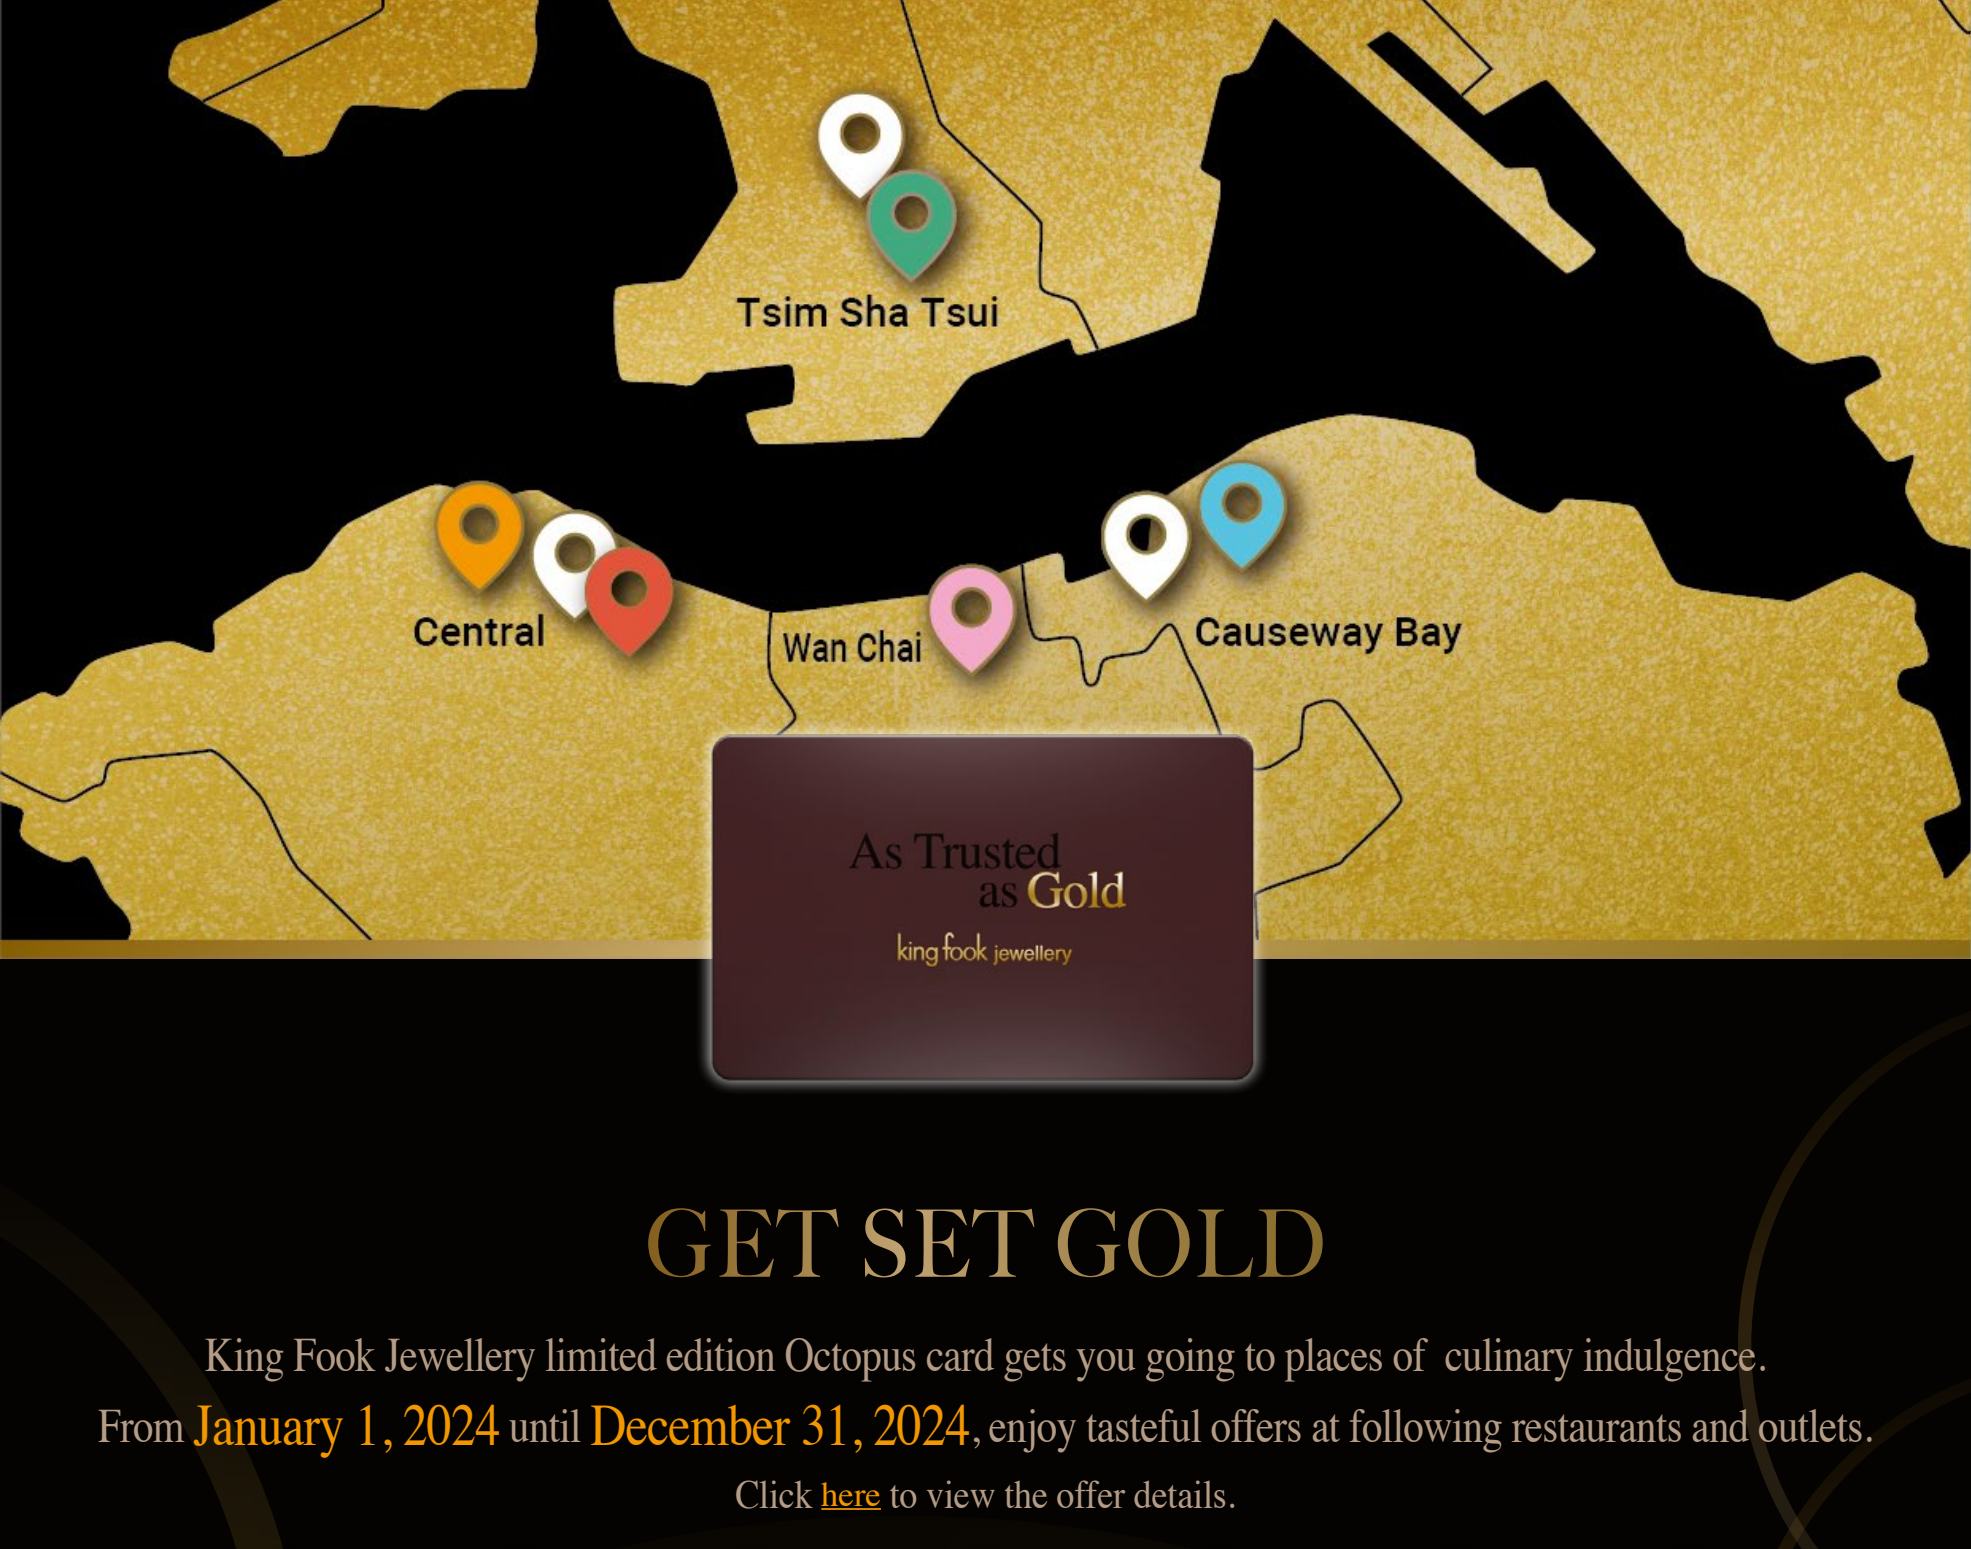 Tsim Sha Tsui
Central
Wan Chai
Causeway Bay
As Trusted
as Gold
king fook jewellery
GET SET GOLD
King Fook Jewellery limited edition Octopus card gets you going to places of  culinary indulgence.
From January 1, 2024 until December 31, 2024, enjoy tasteful offers at following restaurants and outlets.
Click here to view the offer details.